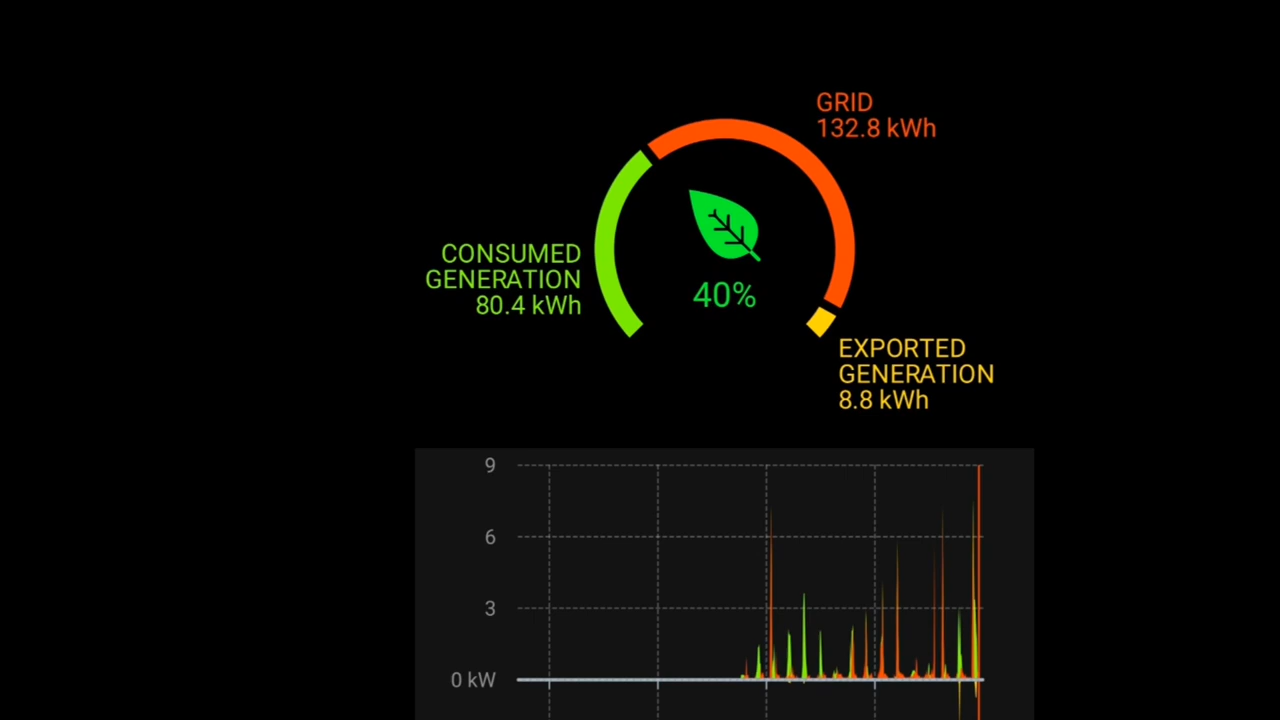 GRID
132.8 kWh
CONSUMED
GENERATION
80.4 kWh
40%
EXPORTED
GENERATION
8.8 kWh
9
6
3
0 kW